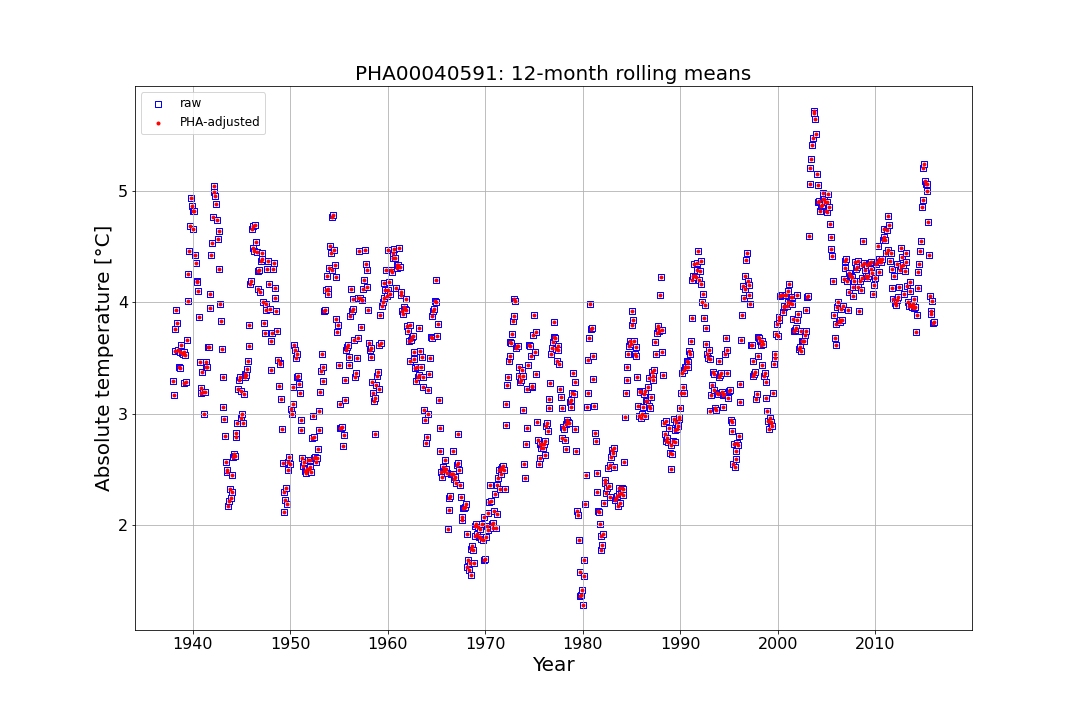 PHA00040591: 12-month rolling means
raw
PHA-adjusted
Absolute temperature [°C]
5
4
3
2
1940 1950 1960 1970 1980 1990 2000 2010
Year